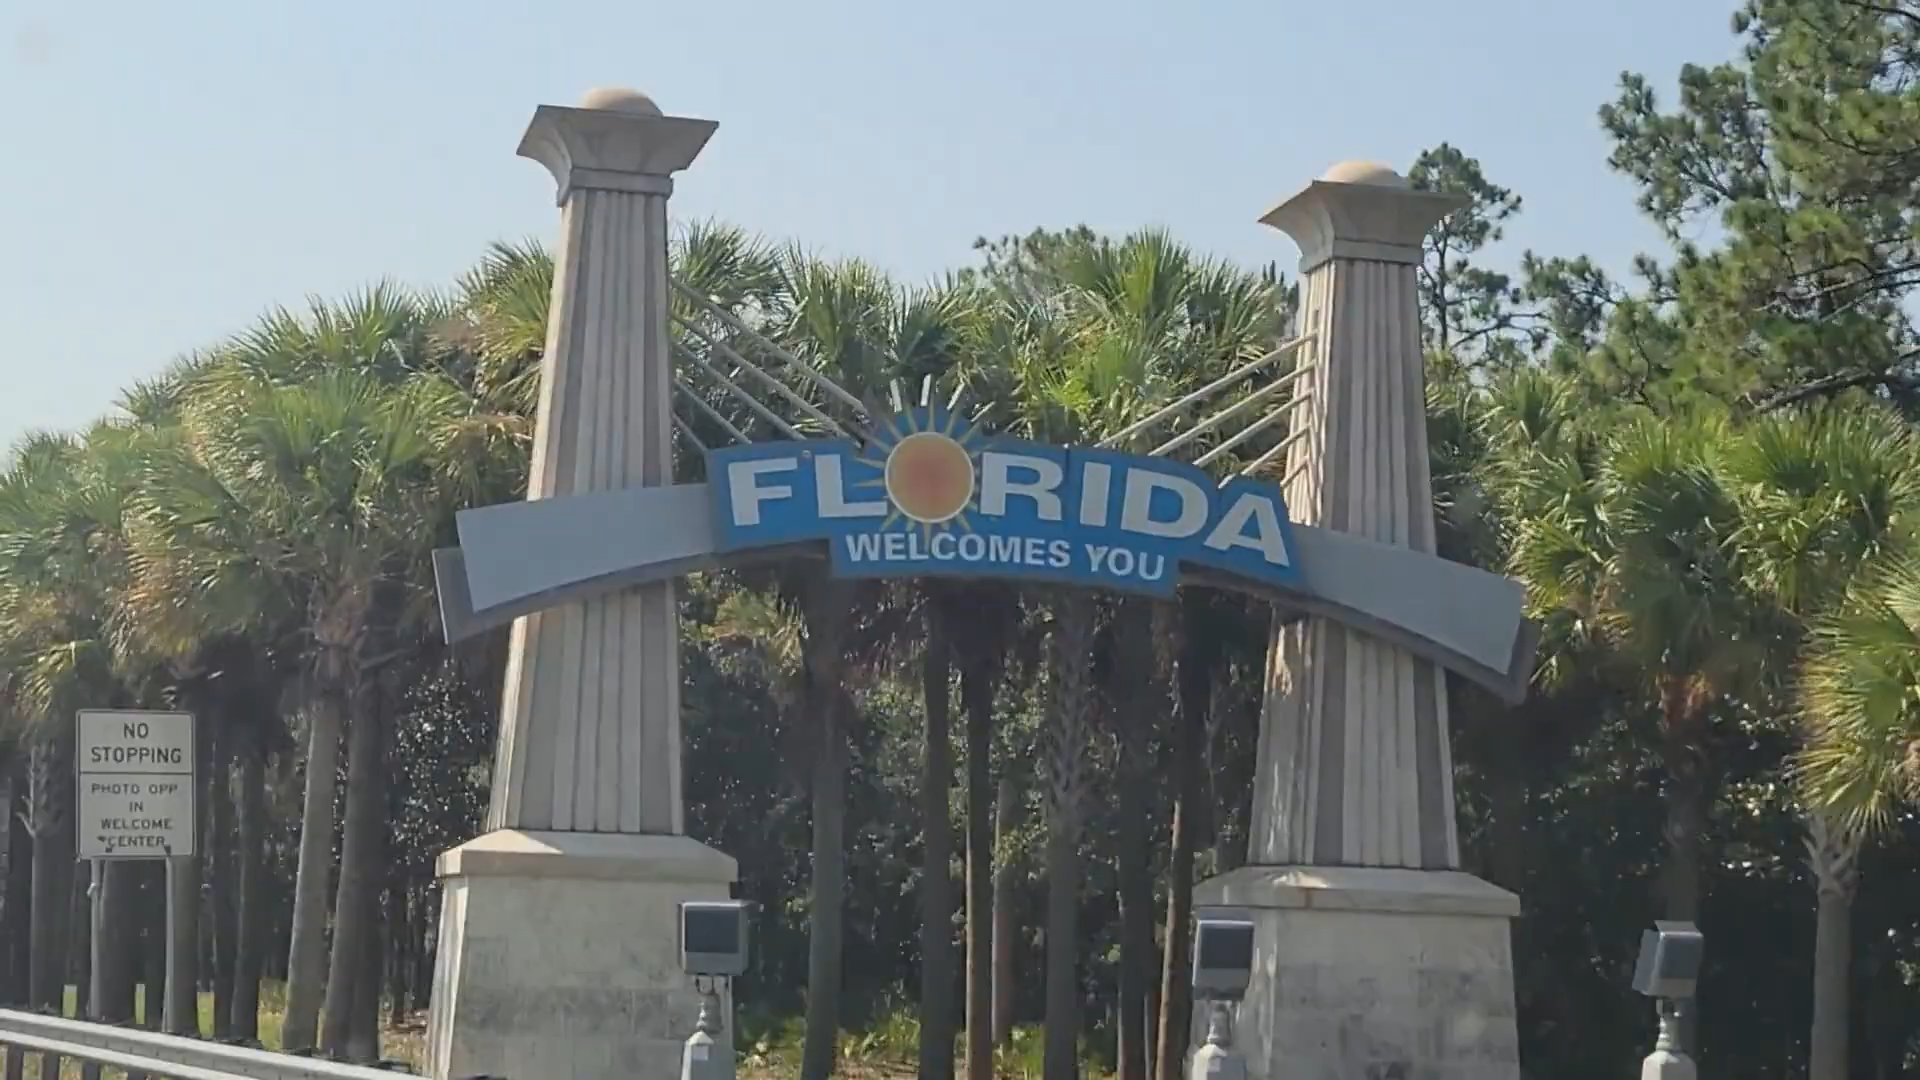 FLORIDA
WELCOMES YOU
NO
STOPPING
PHOTO OPP
IN
WELCOME
CENTER